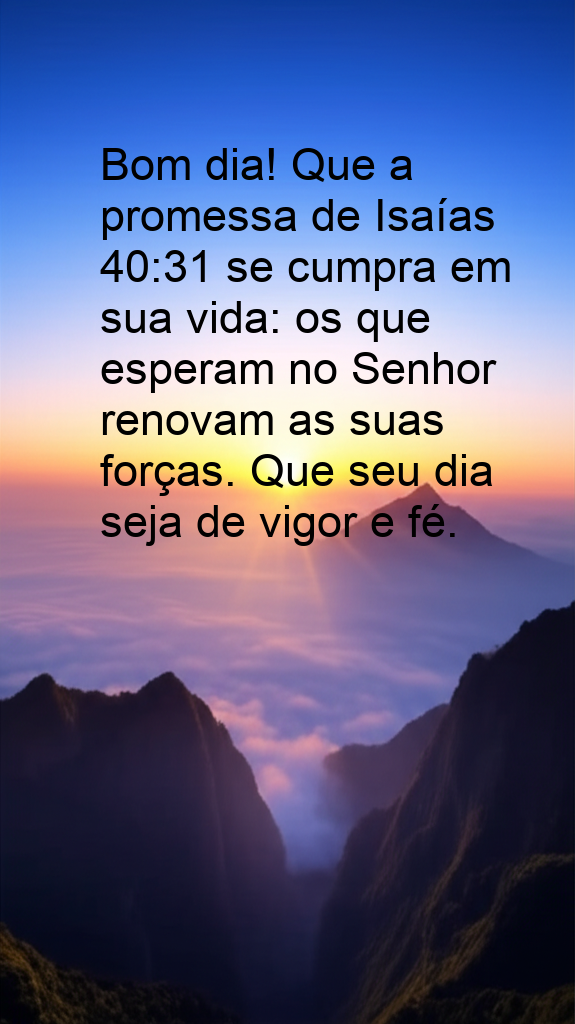 Bom dia! Que a
promessa de Isaías
40:31 se cumpra em
sua vida: os que
esperam no Senhor
renovam as suas
forças. Que seu dia
seja de vigor e fé.